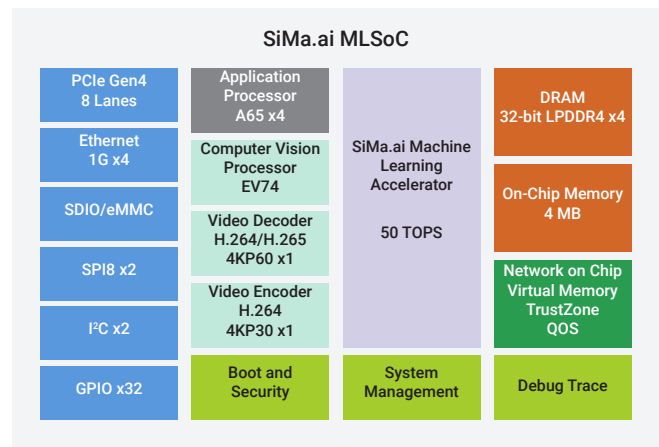 SiMa.ai MLSoC
PCIe Gen4
8 Lanes
Ethernet
1G x4
SDIO/eMMC
SPI8 x2
I²C x2
GPIO x32
Application
Processor
A65 x4
Computer Vision
Processor
EV74
Video Decoder
H.264/H.265
4KP60 x1
Video Encoder
H.264
4KP30 x1
Boot and
Security
SiMa.ai Machine
Learning
Accelerator
50 TOPS
System
Management
DRAM
32-bit LPDDR4 x4
On-Chip Memory
4 MB
Network on Chip
Virtual Memory
TrustZone
QOS
Debug Trace